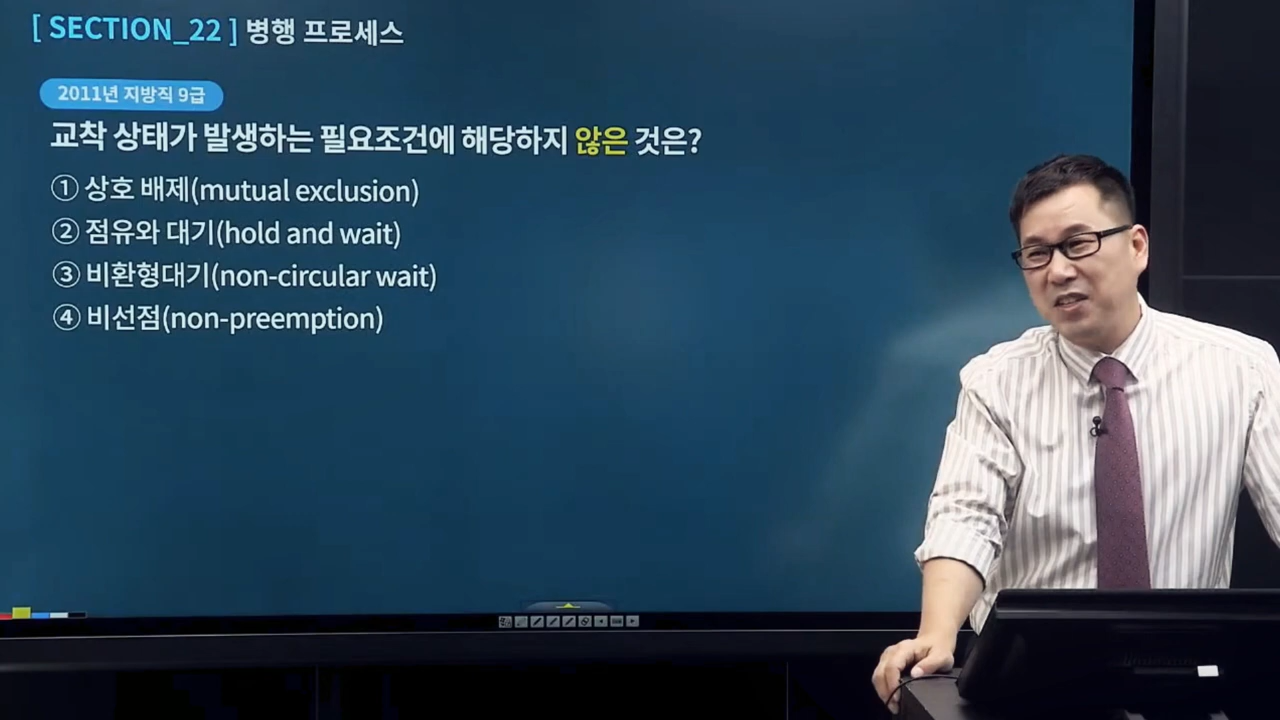 [ SECTION_22 ] 병행 프로세스
2011년 지방직 9급
교착 상태가 발생하는 필요조건에 해당하지 않은 것은?
① 상호 배제(mutual exclusion)
② 점유와 대기(hold and wait)
③ 비환형대기(non-circular wait)
④ 비선점(non-preemption)